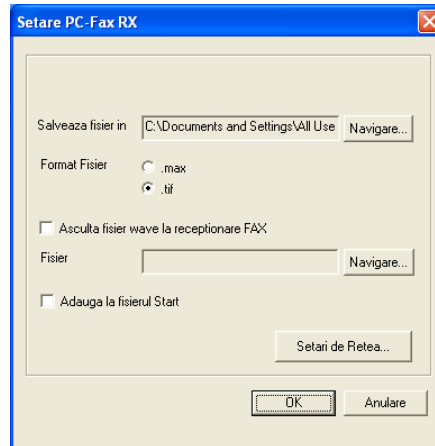 Setare PC-Fax RX
Salveaza fisier in C:\Documents and Settings\All Use Navigare...
Format Fisier .max
.tif
Asculta fisier wave la receptionare FAX
Fisier Navigare...
Adauga la fisierul Start
Setari de Retea...
OK Anulare